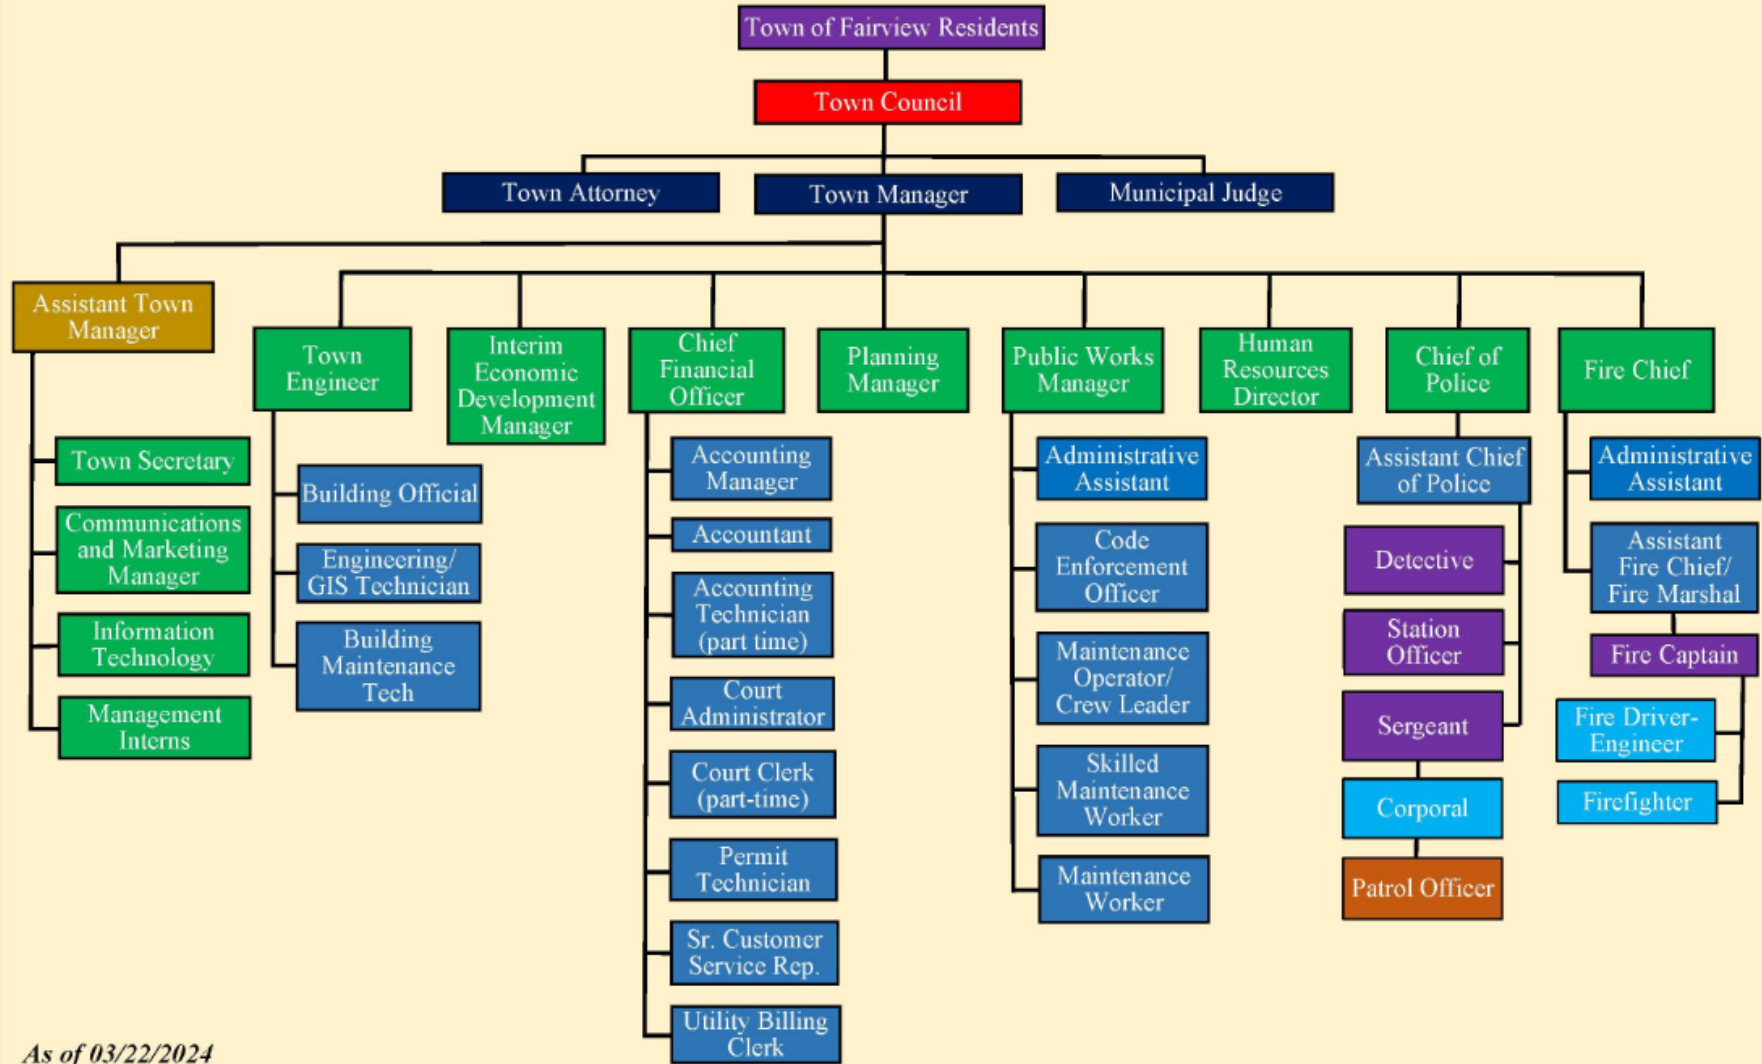 Town of Fairview Residents
Town Council
Town Attorney
Town Manager
Municipal Judge
Assistant Town
Manager
Town Secretary
Communications
and Marketing
Manager
Information
Technology
Management
Interns
Town
Engineer
Building Official
Engineering/
GIS Technician
Building
Maintenance
Tech
Interim
Economic
Development
Manager
Chief
Financial
Officer
Accounting
Manager
Accountant
Accounting
Technician
(part time)
Court
Administrator
Court Clerk
(part-time)
Permit
Technician
Sr. Customer
Service Rep.
Utility Billing
Clerk
Planning
Manager
Public Works
Manager
Administrative
Assistant
Code
Enforcement
Officer
Maintenance
Operator/
Crew Leader
Skilled
Maintenance
Worker
Maintenance
Worker
Human
Resources
Director
Chief of
Police
Assistant Chief
of Police
Detective
Station
Officer
Sergeant
Corporal
Patrol Officer
Fire Chief
Administrative
Assistant
Assistant
Fire Chief/
Fire Marshal
Fire Captain
Fire Driver-
Engineer
Firefighter
As of 03/22/2024